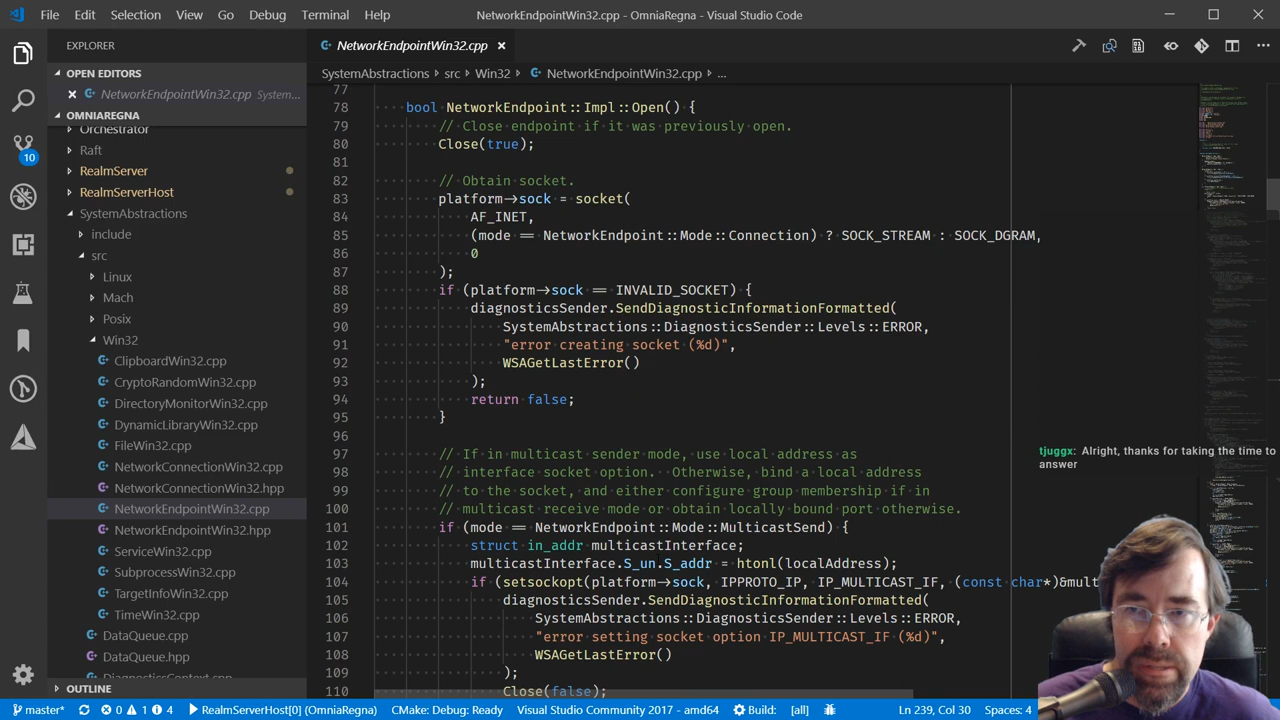 File Edit Selection View Go Debug Terminal Help
NetworkEndpointWin32.cpp - OmniaRegna - Visual Studio Code
EXPLORER
OPEN EDITORS
NetworkEndpointWin32.cpp System...
OMNIAREGNA
Orchestrator
Raft
RealmServer
RealmServerHost
SystemAbstractions
include
src
Linux
Mach
Posix
Win32
ClipboardWin32.cpp
CryptoRandomWin32.cpp
DirectoryMonitorWin32.cpp
DynamicLibraryWin32.cpp
FileWin32.cpp
NetworkConnectionWin32.cpp
NetworkConnectionWin32.hpp
NetworkEndpointWin32.cpp
NetworkEndpointWin32.hpp
ServiceWin32.cpp
SubprocessWin32.cpp
TargetInfoWin32.cpp
TimeWin32.cpp
DataQueue.cpp
DataQueue.hpp
DiagnosticsContext.cpp
OUTLINE
10
NetworkEndpointWin32.cpp
SystemAbstractions > src > Win32 > NetworkEndpointWin32.cpp > ...
77
78 bool NetworkEndpoint::Impl::Open() {
79 // Close endpoint if it was previously open.
80 Close(true);
81
82 // Obtain socket.
83 platform->sock = socket(
84 AF_INET,
85 (mode == NetworkEndpoint::Mode::Connection) ? SOCK_STREAM : SOCK_DGRAM,
86 0
87 );
88 if (platform->sock == INVALID_SOCKET) {
89 diagnosticsSender.SendDiagnosticInformationFormatted(
90 SystemAbstractions::DiagnosticsSender::Levels::ERROR,
91 "error creating socket (%d)",
92 WSAGetLastError()
93 );
94 return false;
95 }
96
97 // If in multicast sender mode, use local address as
98 // interface socket option.  Otherwise, bind a local address
99 // to the socket, and either configure group membership if in
100 // multicast receive mode or obtain locally bound port otherwise.
101 if (mode == NetworkEndpoint::Mode::MulticastSend) {
102 struct in_addr multicastInterface;
103 multicastInterface.S_un.S_addr = htonl(localAddress);
104 if (setsockopt(platform->sock, IPPROTO_IP, IP_MULTICAST_IF, (const char*)&mult
105 diagnosticsSender.SendDiagnosticInformationFormatted(
106 SystemAbstractions::DiagnosticsSender::Levels::ERROR,
107 "error setting socket option IP_MULTICAST_IF (%d)",
108 WSAGetLastError()
109 );
110 Close(false);
tjuggx: Alright, thanks for taking the time to
answer
master* 0 1 4 RealmServerHost[0] (OmniaRegna) CMake: Debug: Ready Visual Studio Community 2017 - amd64 Build: [all] Ln 239, Col 30 Spaces: 4